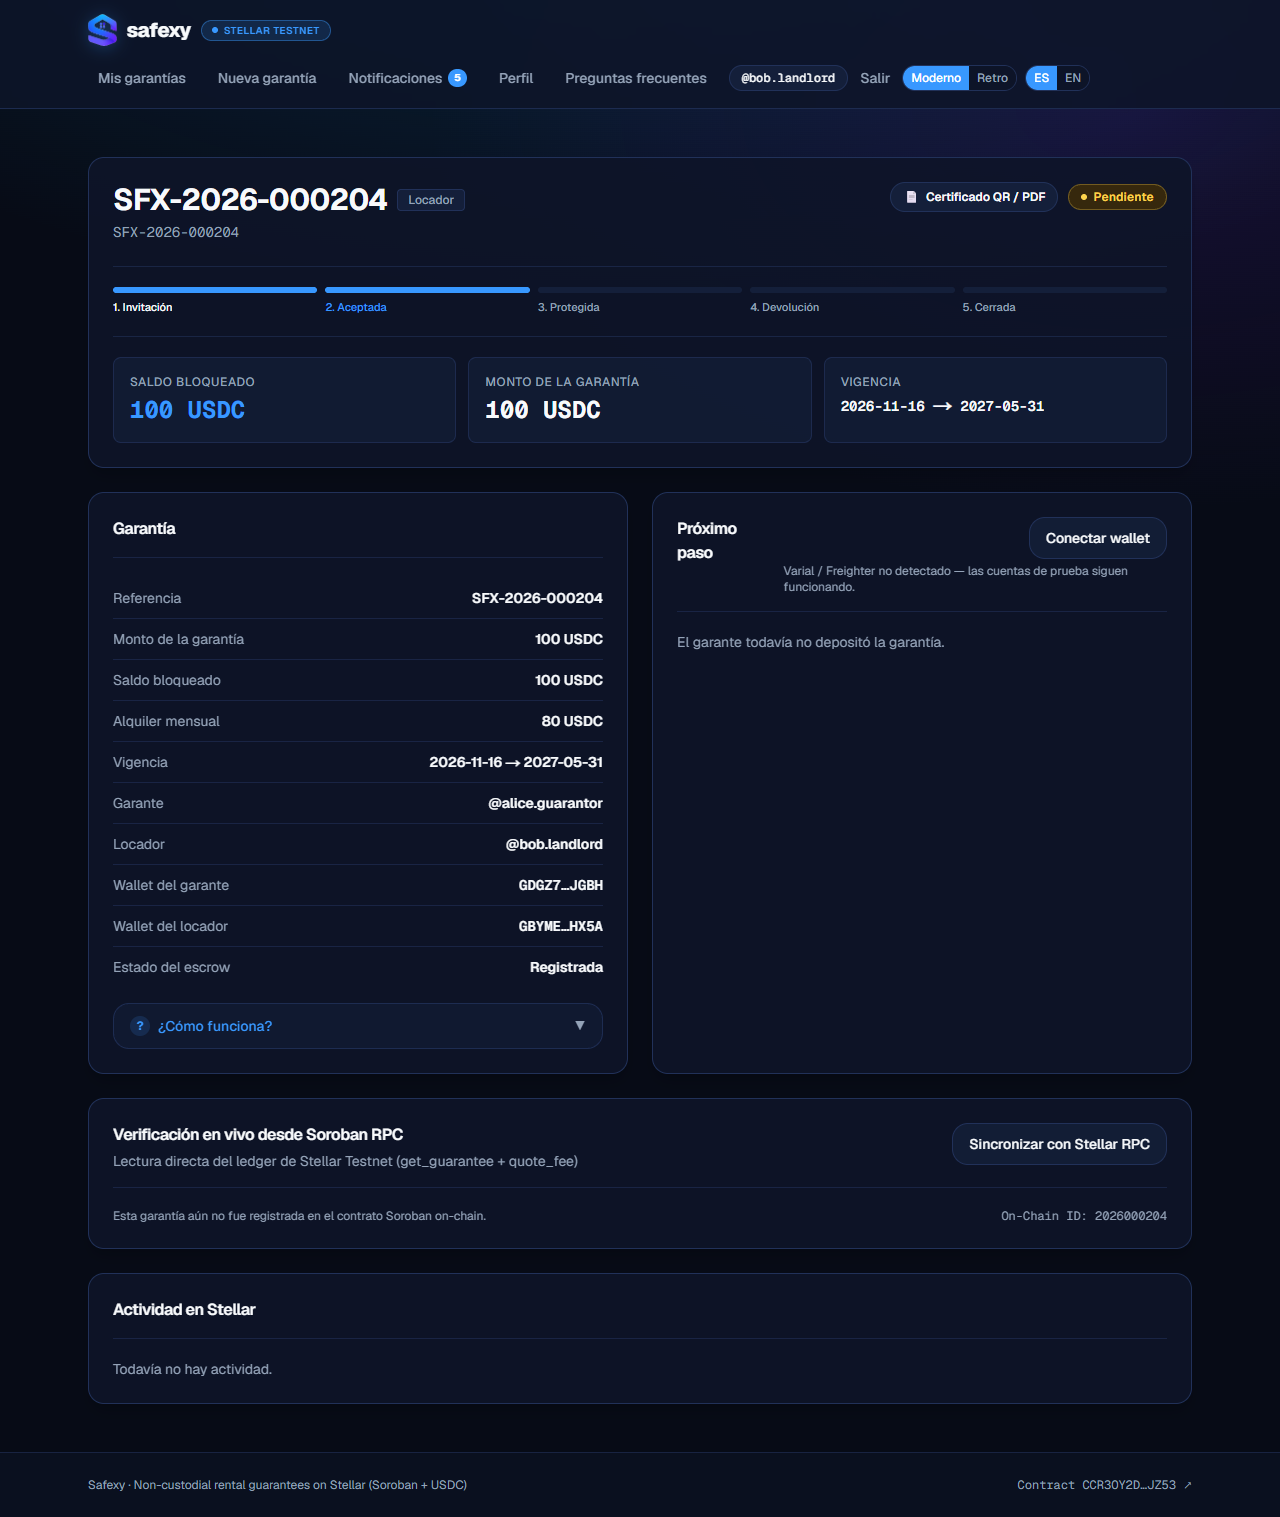 safexy
STELLAR TESTNET
Mis garantías
Nueva garantía
Notificaciones 5
Perfil
Preguntas frecuentes
@bob.landlord
Salir
Moderno
Retro
ES
EN
SFX-2026-000204
Locador
Certificado QR / PDF
Pendiente
SFX-2026-000204
1. Invitación
2. Aceptada
3. Protegida
4. Devolución
5. Cerrada
SALDO BLOQUEADO
100 USDC
MONTO DE LA GARANTÍA
100 USDC
VIGENCIA
2026-11-16 → 2027-05-31
Garantía
Referencia SFX-2026-000204
Monto de la garantía 100 USDC
Saldo bloqueado 100 USDC
Alquiler mensual 80 USDC
Vigencia 2026-11-16 → 2027-05-31
Garante @alice.guarantor
Locador @bob.landlord
Wallet del garante GDGZ7…JGBH
Wallet del locador GBYME…HX5A
Estado del escrow Registrada
? ¿Cómo funciona? ▼
Próximo
paso
Conectar wallet
Varial / Freighter no detectado — las cuentas de prueba siguen
funcionando.
El garante todavía no depositó la garantía.
Verificación en vivo desde Soroban RPC
Lectura directa del ledger de Stellar Testnet (get_guarantee + quote_fee)
Sincronizar con Stellar RPC
Esta garantía aún no fue registrada en el contrato Soroban on-chain.
On-Chain ID: 2026000204
Actividad en Stellar
Todavía no hay actividad.
Safexy · Non-custodial rental guarantees on Stellar (Soroban + USDC)
Contract CCR3OY2D…JZ53 ↗